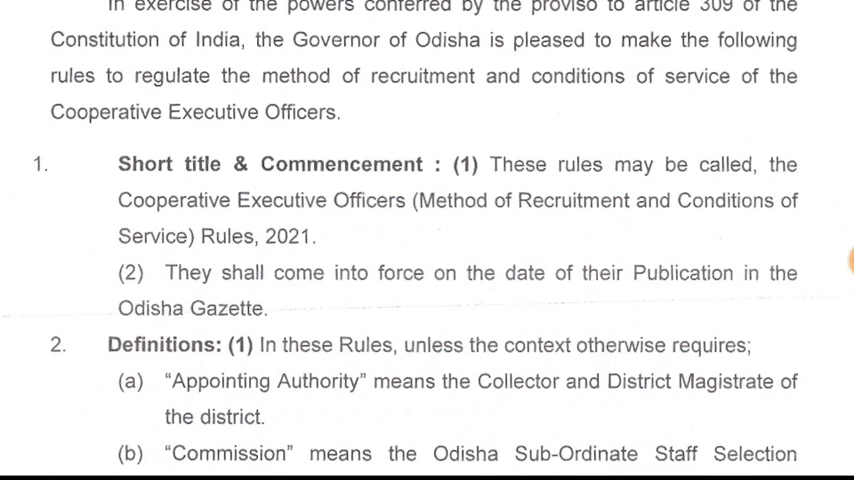 In exercise of the powers conferred by the proviso to article 309 of the
Constitution of India, the Governor of Odisha is pleased to make the following
rules to regulate the method of recruitment and conditions of service of the
Cooperative Executive Officers.
1. Short title & Commencement : (1) These rules may be called, the
Cooperative Executive Officers (Method of Recruitment and Conditions of
Service) Rules, 2021.
(2) They shall come into force on the date of their Publication in the
Odisha Gazette.
2. Definitions: (1) In these Rules, unless the context otherwise requires;
(a) “Appointing Authority” means the Collector and District Magistrate of
the district.
(b) “Commission” means the Odisha Sub-Ordinate Staff Selection